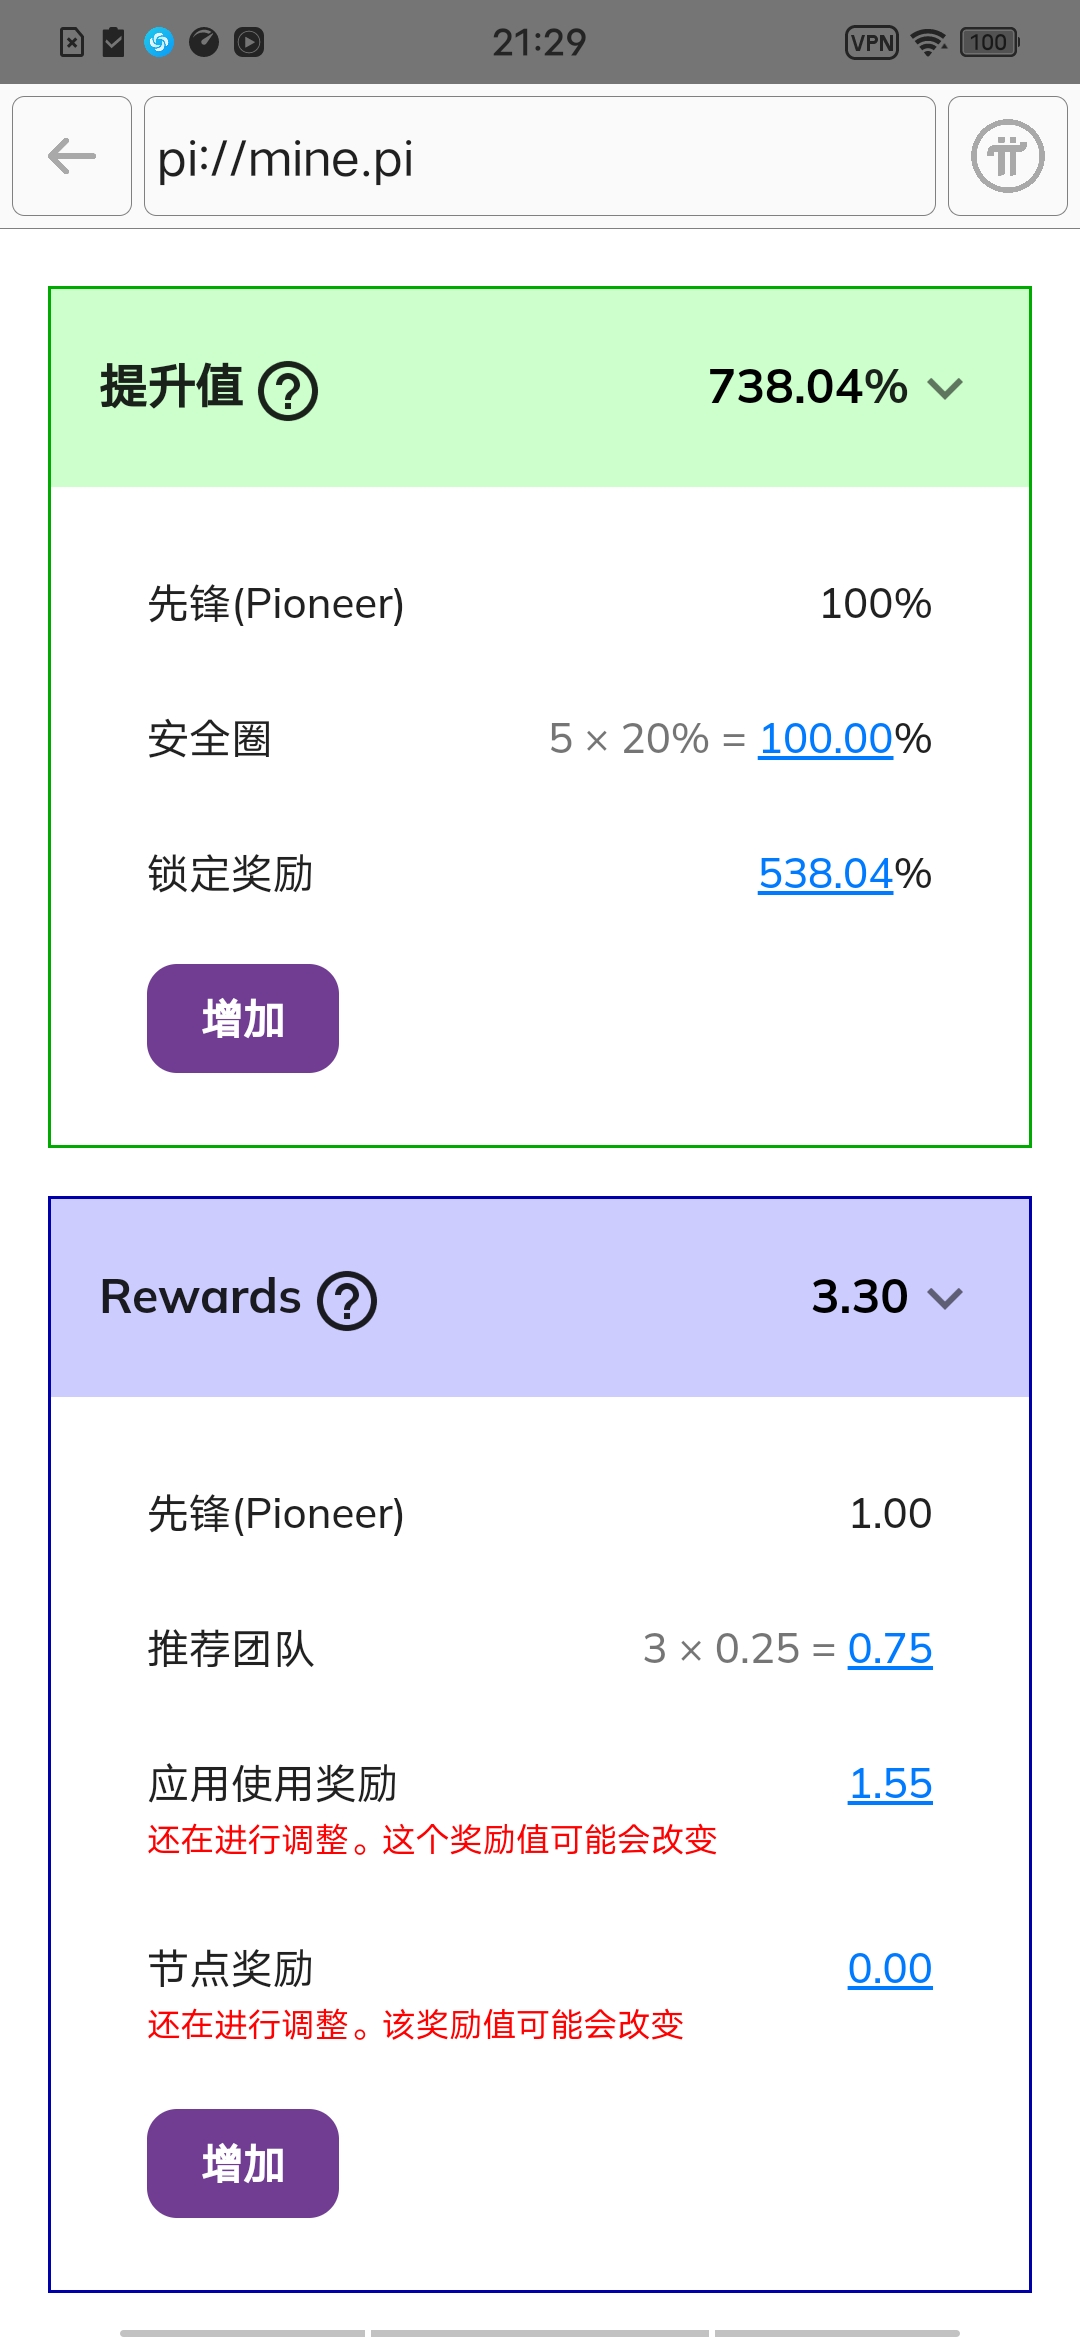 21:29
VPN
100
pi://mine.pi
提升值 ? 738.04%
先锋(Pioneer) 100%
安全圈 5 × 20% = 100.00%
锁定奖励 538.04%
增加
Rewards ? 3.30
先锋(Pioneer) 1.00
推荐团队 3 × 0.25 = 0.75
应用使用奖励 1.55
还在进行调整。这个奖励值可能会改变
节点奖励 0.00
还在进行调整。该奖励值可能会改变
增加